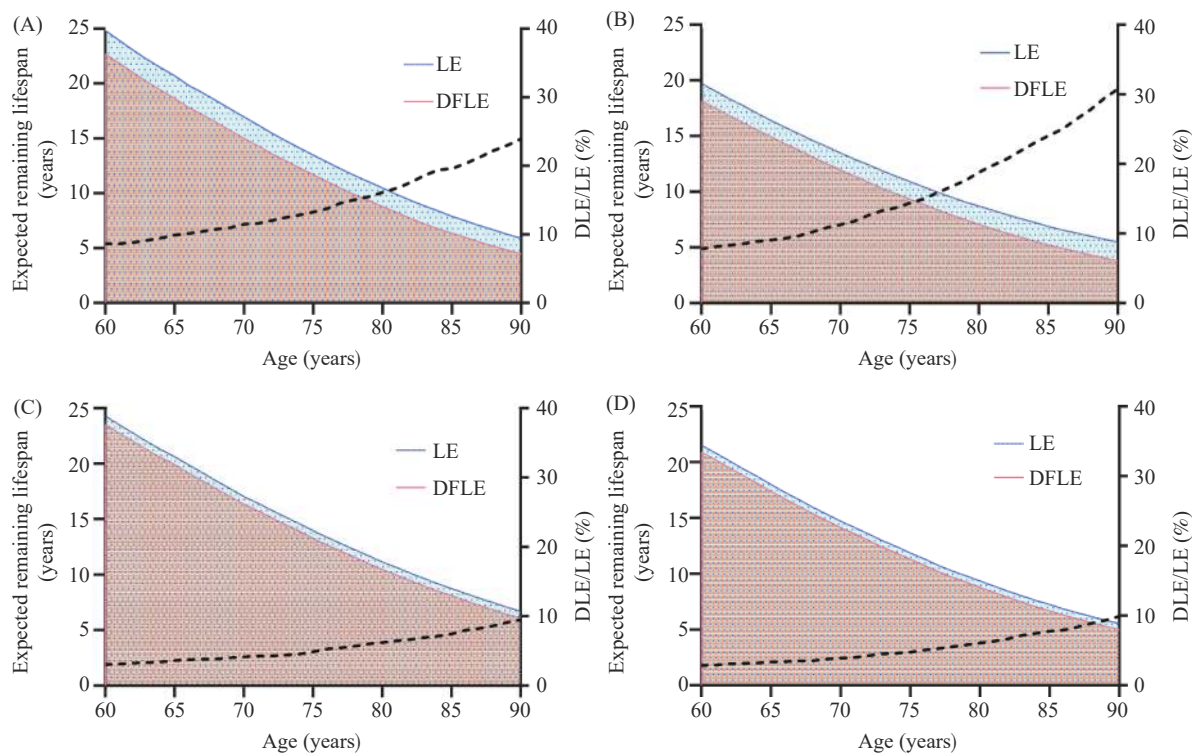 (A)
Expected remaining lifespan
(years)
25
20
15
10
5
0
LE
DFLE
40
30
20
10
0
DLE/LE (%)
60 65 70 75 80 85 90
Age (years)
(B)
Expected remaining lifespan
(years)
25
20
15
10
5
0
LE
DFLE
40
30
20
10
0
DLE/LE (%)
60 65 70 75 80 85 90
Age (years)
(C)
Expected remaining lifespan
(years)
25
20
15
10
5
0
LE
DFLE
40
30
20
10
0
DLE/LE (%)
60 65 70 75 80 85 90
Age (years)
(D)
Expected remaining lifespan
(years)
25
20
15
10
5
0
LE
DFLE
40
30
20
10
0
DLE/LE (%)
60 65 70 75 80 85 90
Age (years)